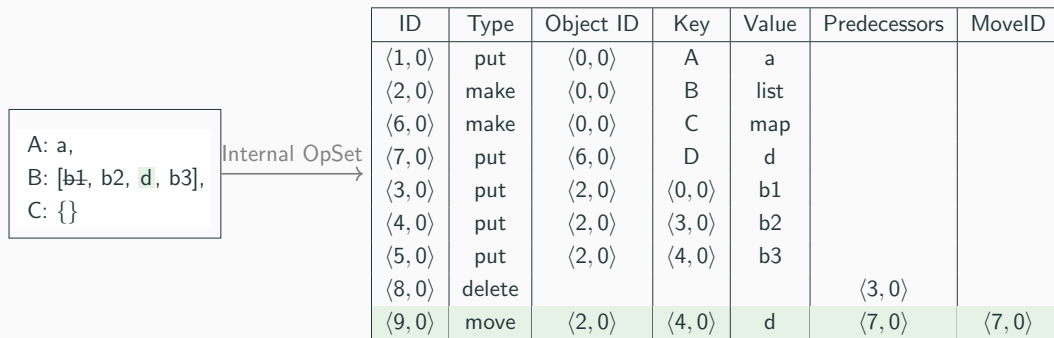 A: a,
B: [b1, b2, d, b3],
C: {}
Internal OpSet
ID Type Object ID Key Value Predecessors MoveID
⟨1, 0⟩ put ⟨0, 0⟩ A a
⟨2, 0⟩ make ⟨0, 0⟩ B list
⟨6, 0⟩ make ⟨0, 0⟩ C map
⟨7, 0⟩ put ⟨6, 0⟩ D d
⟨3, 0⟩ put ⟨2, 0⟩ ⟨0, 0⟩ b1
⟨4, 0⟩ put ⟨2, 0⟩ ⟨3, 0⟩ b2
⟨5, 0⟩ put ⟨2, 0⟩ ⟨4, 0⟩ b3
⟨8, 0⟩ delete ⟨3, 0⟩
⟨9, 0⟩ move ⟨2, 0⟩ ⟨4, 0⟩ d ⟨7, 0⟩ ⟨7, 0⟩